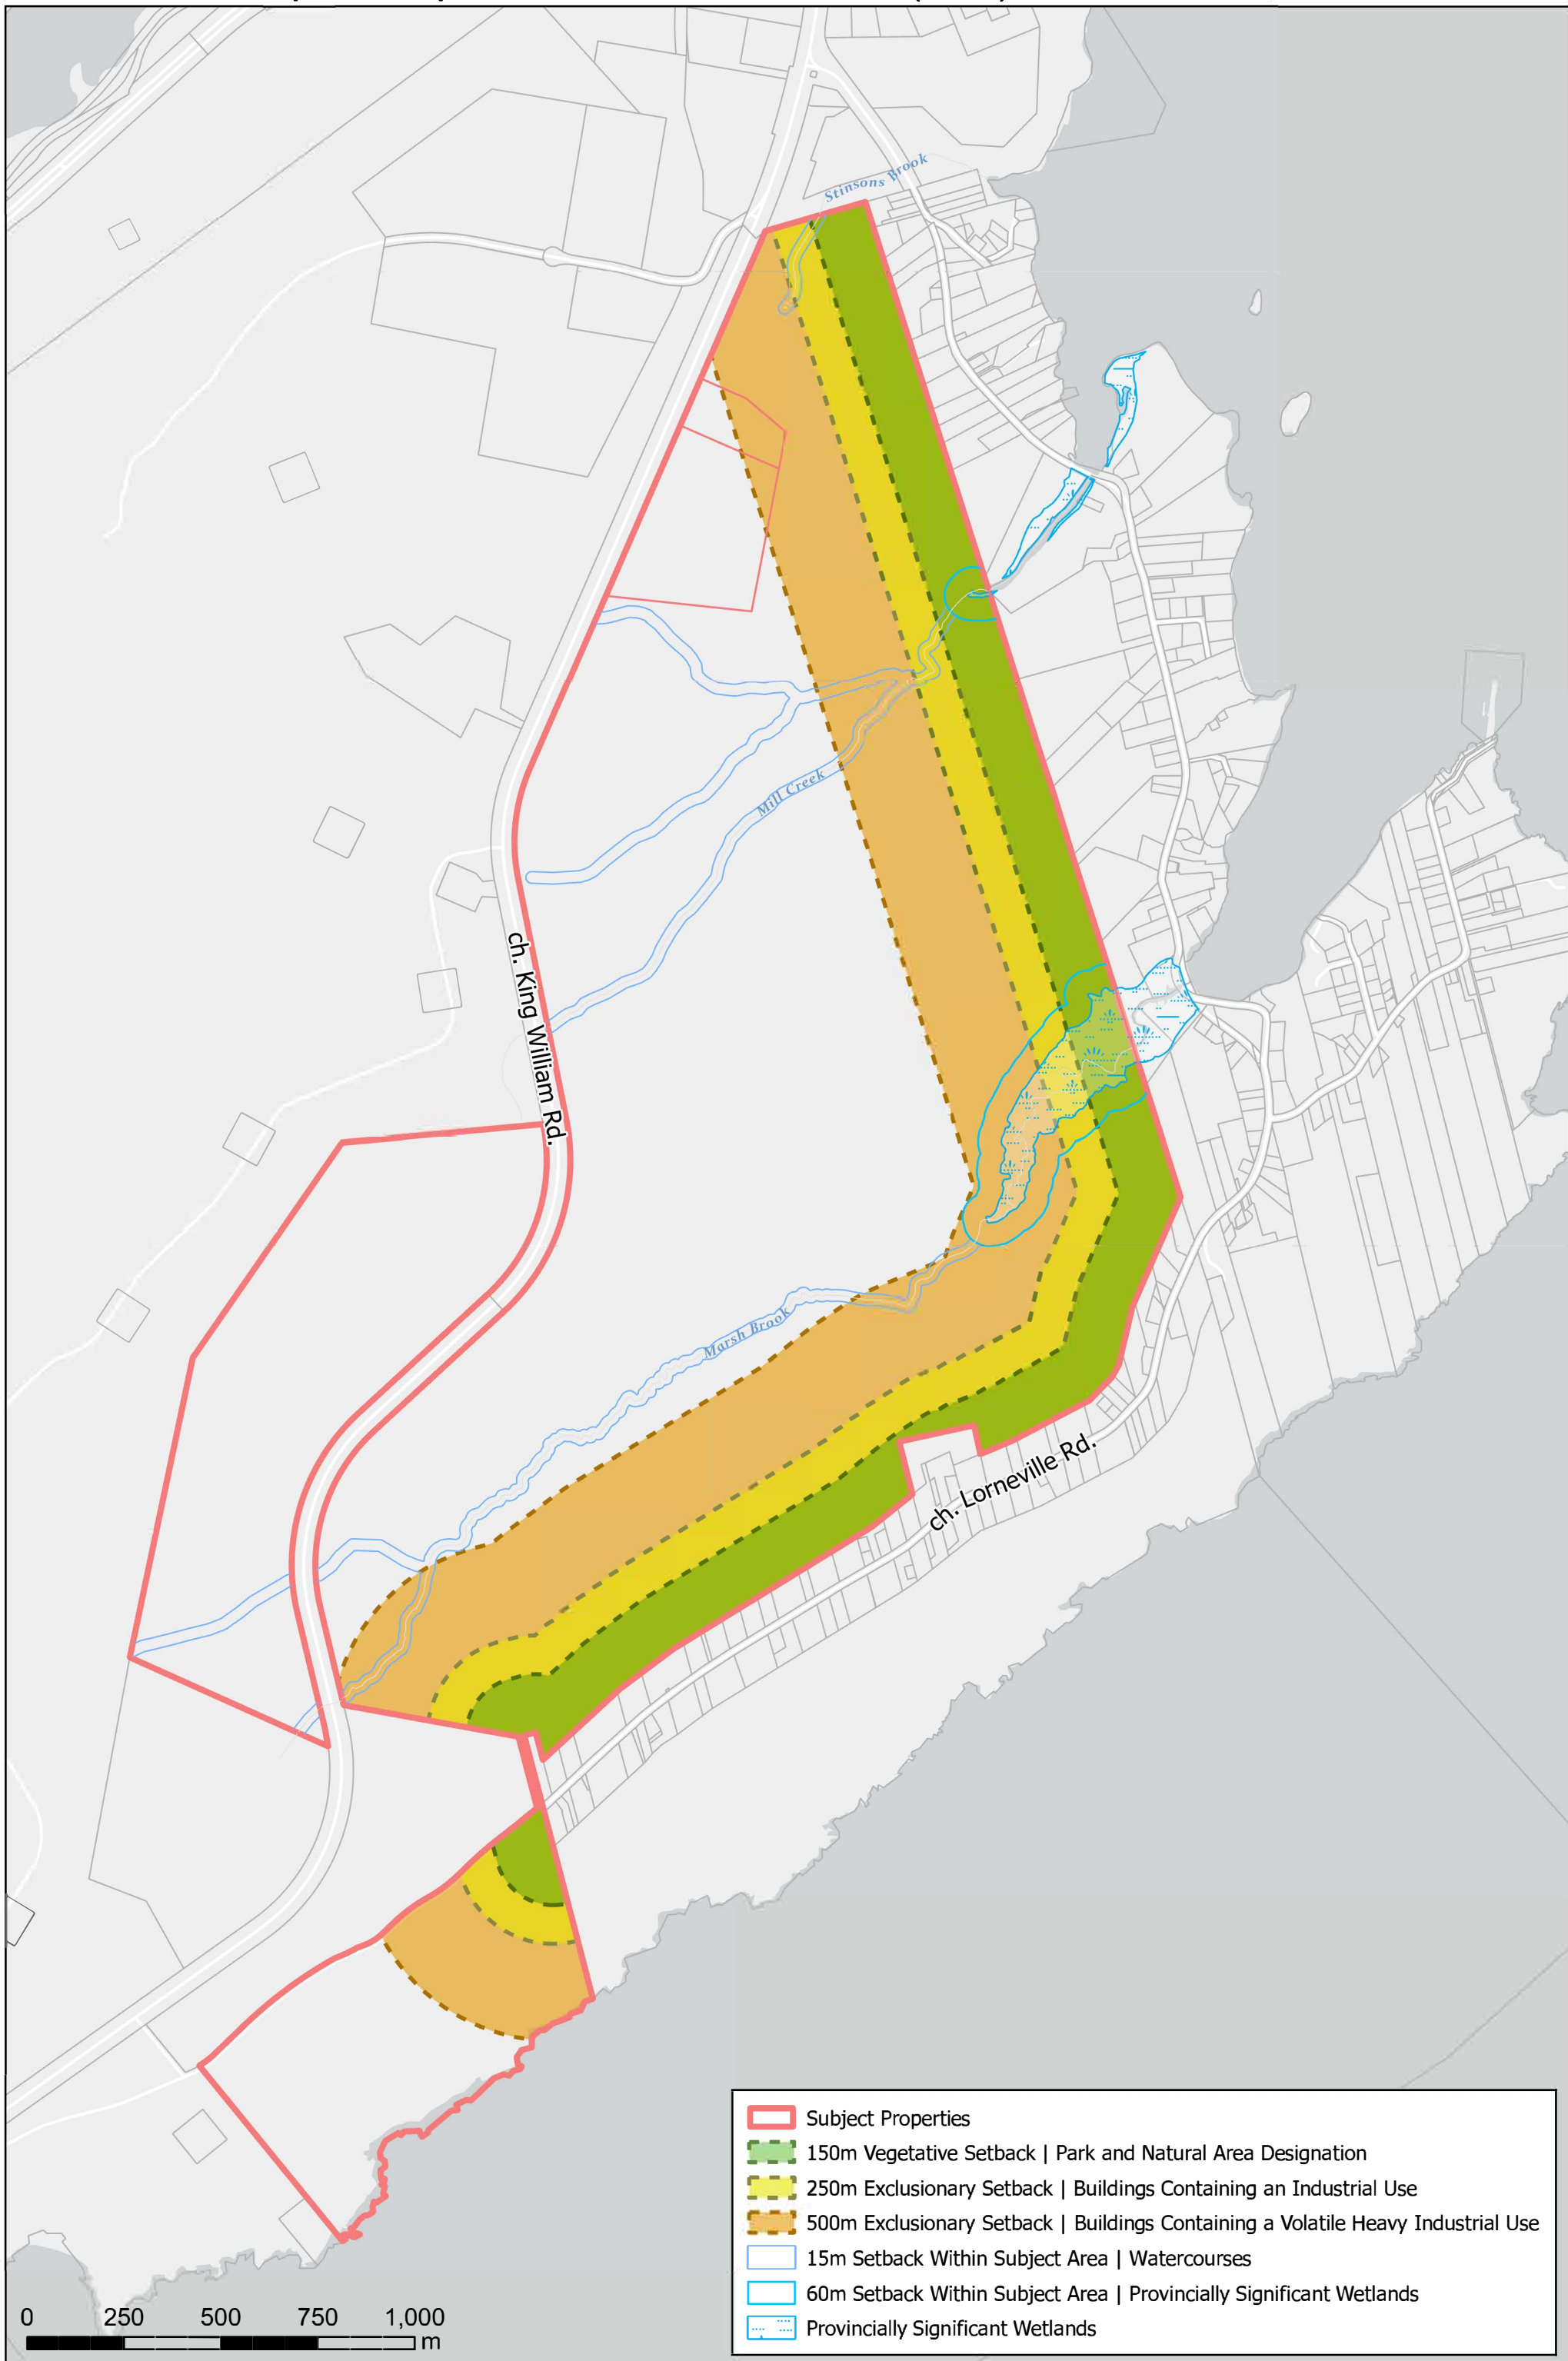 Stinsons Brook
Mill Creek
ch. King William Rd.
Marsh Brook
ch. Lorneville Rd.
Subject Properties
150m Vegetative Setback | Park and Natural Area Designation
250m Exclusionary Setback | Buildings Containing an Industrial Use
500m Exclusionary Setback | Buildings Containing a Volatile Heavy Industrial Use
15m Setback Within Subject Area | Watercourses
60m Setback Within Subject Area | Provincially Significant Wetlands
Provincially Significant Wetlands
0 250 500 750 1,000
m